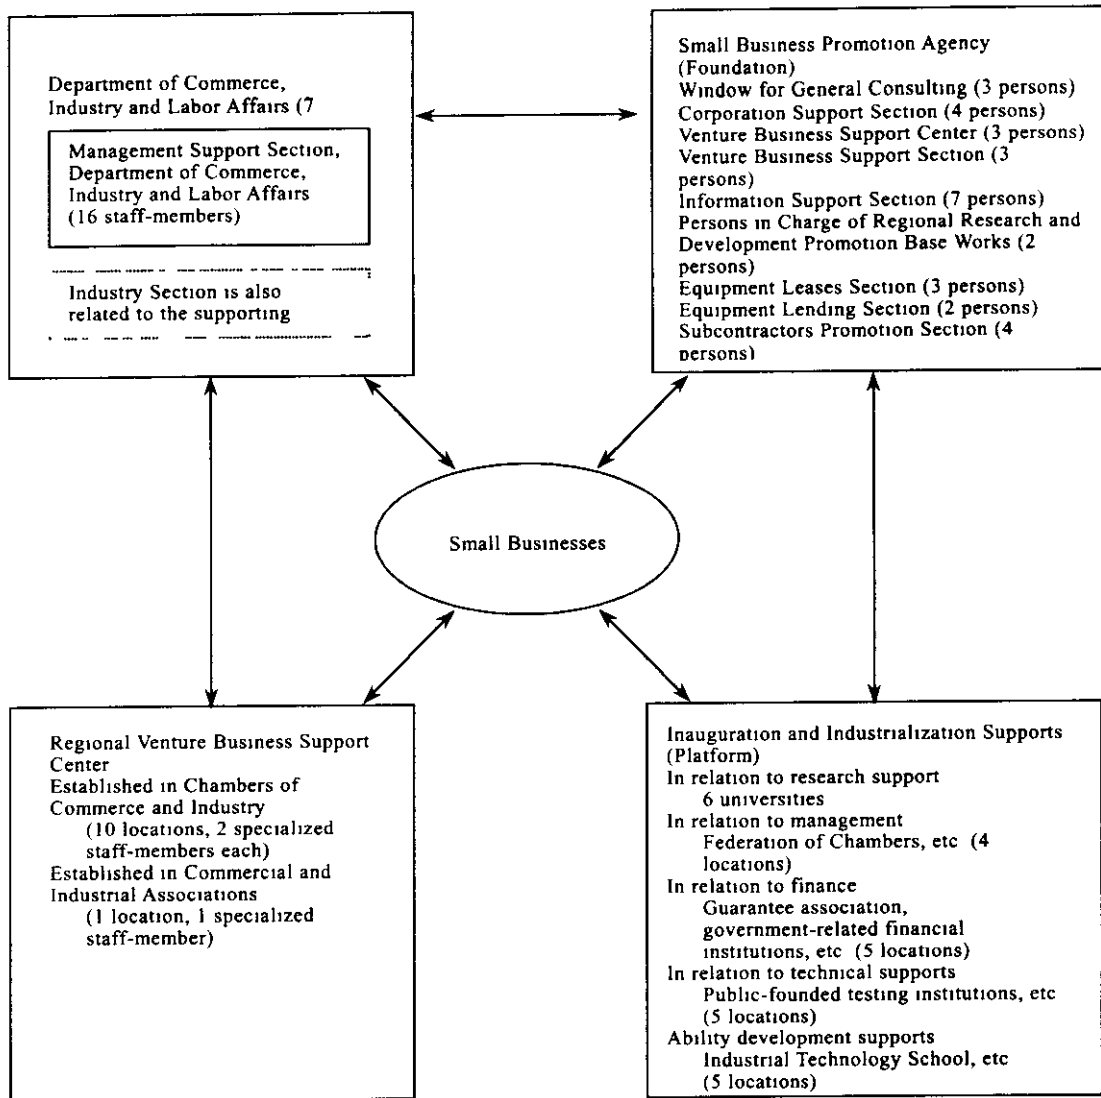 Department of Commerce,
Industry and Labor Affairs (7
Management Support Section,
Department of Commerce,
Industry and Labor Affairs
(16 staff-members)
Industry Section is also
related to the supporting
Small Business Promotion Agency
(Foundation)
Window for General Consulting (3 persons)
Corporation Support Section (4 persons)
Venture Business Support Center (3 persons)
Venture Business Support Section (3
persons)
Information Support Section (7 persons)
Persons in Charge of Regional Research and
Development Promotion Base Works (2
persons)
Equipment Leases Section (3 persons)
Equipment Lending Section (2 persons)
Subcontractors Promotion Section (4
persons)
Small Businesses
Regional Venture Business Support
Center
Established in Chambers of
Commerce and Industry
(10 locations, 2 specialized
staff-members each)
Established in Commercial and
Industrial Associations
(1 location, 1 specialized
staff-member)
Inauguration and Industrialization Supports
(Platform)
In relation to research support
6 universities
In relation to management
Federation of Chambers, etc (4
locations)
In relation to finance
Guarantee association,
government-related financial
institutions, etc (5 locations)
In relation to technical supports
Public-founded testing institutions, etc
(5 locations)
Ability development supports
Industrial Technology School, etc
(5 locations)